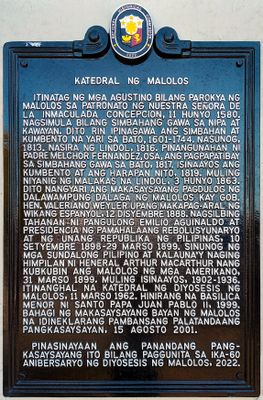 KATEDRAL NG MALOLOS
ITINATAG NG MGA AGUSTINO BILANG PAROKYA NG
MALOLOS SA PATRONATO NG NUESTRA SEÑORA DE
LA INMACULADA CONCEPCION, 11 HUNYO 1580.
NAGSIMULA BILANG SIMBAHANG GAWA SA NIPA AT
KAWAYAN. DITO RIN IPINAGAWA ANG SIMBAHAN AT
KUMBENTO NA YARI SA BATO, 1601-1744. NASUNOG,
1813. NASIRA NG LINDOL, 1816. PINANGUNAHAN NI
PADRE MELCHOR FERNANDEZ, OSA, ANG PAGPAPATIBAY
SA SIMBAHANG GAWA SA BATO, 1817. ISINAAYOS ANG
KUMBENTO AT ANG HARAPAN NITO, 1819. MULING
NIYANIG NG MALAKAS NA LINDOL, 3 HUNYO 1863.
DITO NANGYARI ANG MAKASAYSAYANG PAGDULOG NG
DALAWAMPUNG DALAGA NG MALOLOS KAY GOB.
HEN. VALERIANO WEYLER UPANG MAKAPAG-ARAL NG
WIKANG ESPANYOL, 12 DISYEMBRE 1888. NAGSILBING
TAHANAN NI PANGULONG EMILIO AGUINALDO AT
PRESIDENCIA NG PAMAHALAANG REBOLUSYUNARYO
AT NG UNANG REPUBLIKA NG PILIPINAS, 10
SETYEMBRE 1898-29 MARSO 1899. SINUNOG NG
MGA SUNDALONG PILIPINO AT KALAUNA'Y NAGING
HIMPILAN NI HENERAL ARTHUR MACARTHUR NANG
KUBKUBIN ANG MALOLOS NG MGA AMERIKANO,
31 MARSO 1899. MULING ISINAAYOS, 1902-1936.
ITINANGHAL NA KATEDRAL NG DIYOSESIS NG
MALOLOS, 11 MARSO 1962. HINIRANG NA BASILICA
MENOR NI SANTO PAPA JUAN PABLO II, 1999.
BAHAGI NG MAKASAYSAYANG BAYAN NG MALOLOS
NA IDINEKLARANG PAMBANSANG PALATANDAANG
PANGKASAYSAYAN, 15 AGOSTO 2001.
PINASINAYAAN ANG PANANDANG PANG-
KASAYSAYANG ITO BILANG PAGGUNITA SA IKA-60
ANIBERSARYO NG DIYOSESIS NG MALOLOS, 2022.